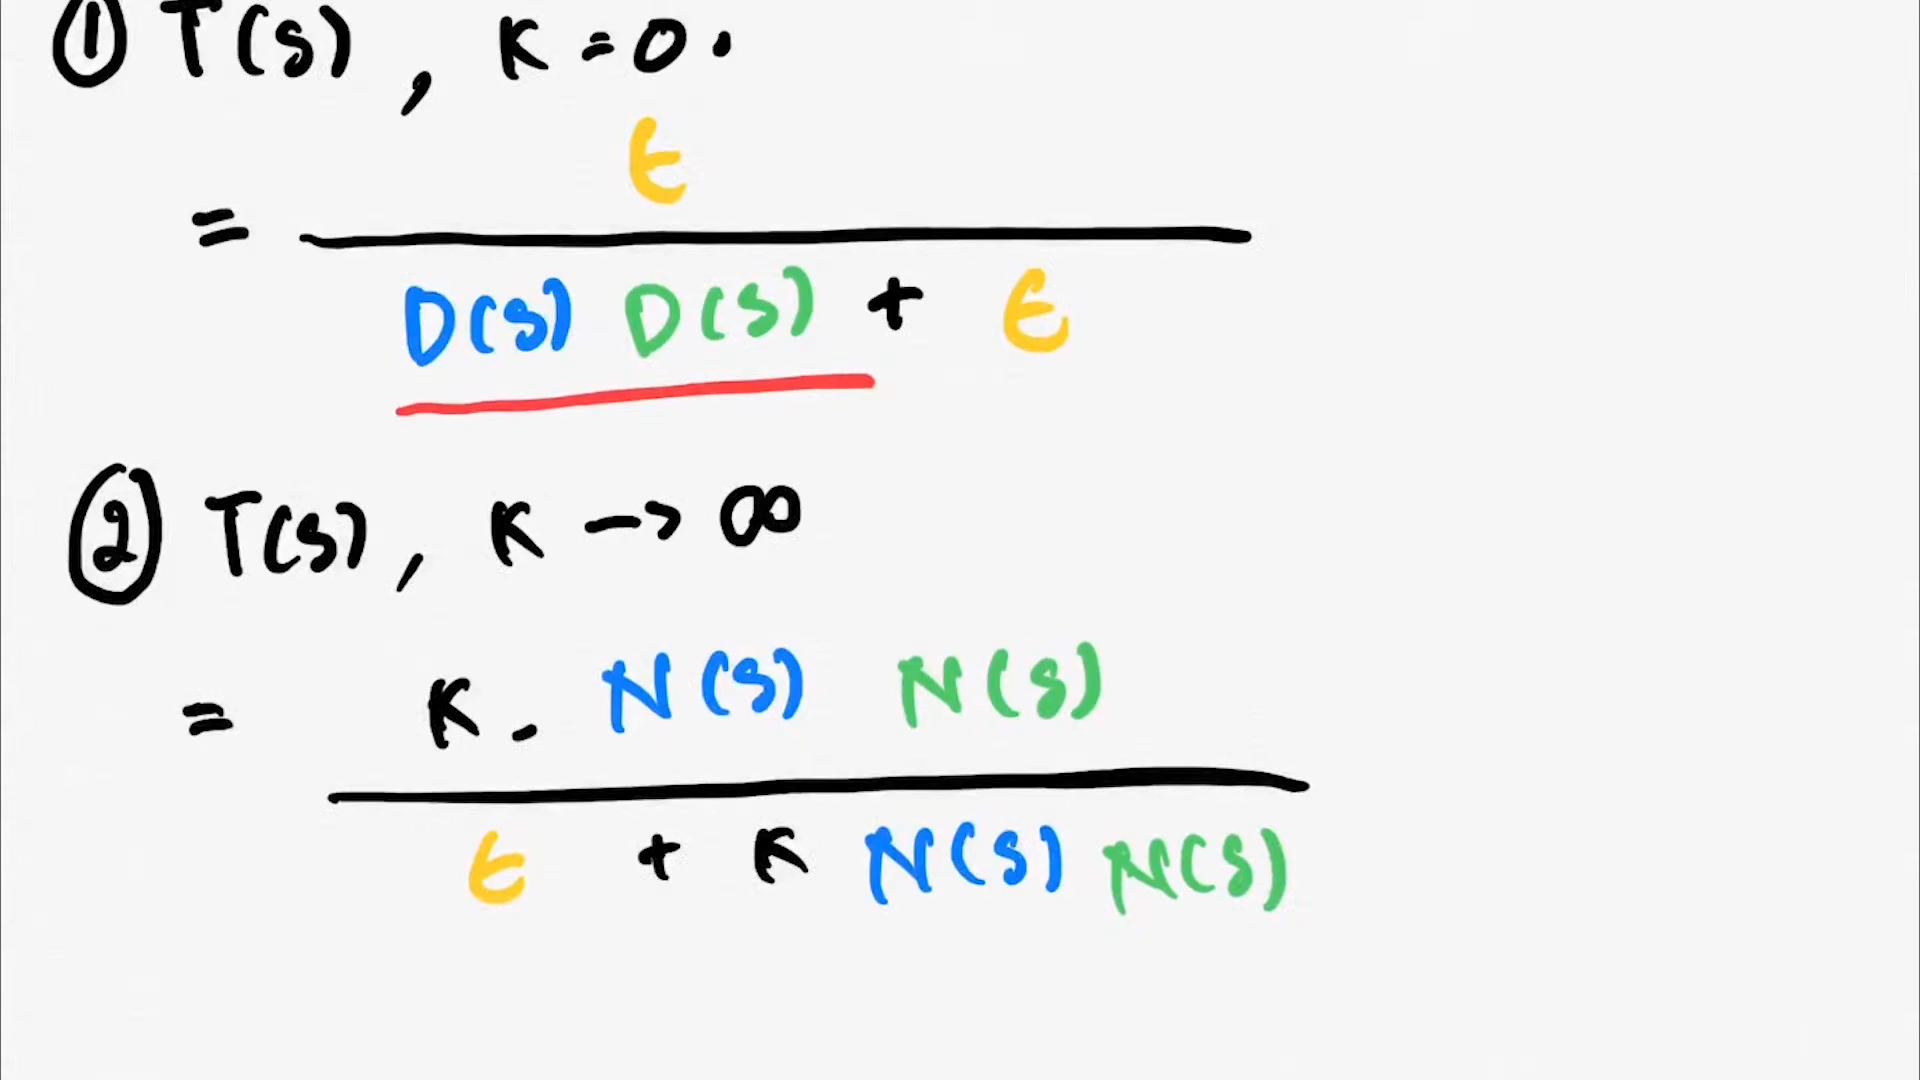 ① T(s), K = 0.
= ε
D(s) D(s) + ε
② T(s), K -> ∞
= K. N(s) N(s)
ε + K N(s) N(s)